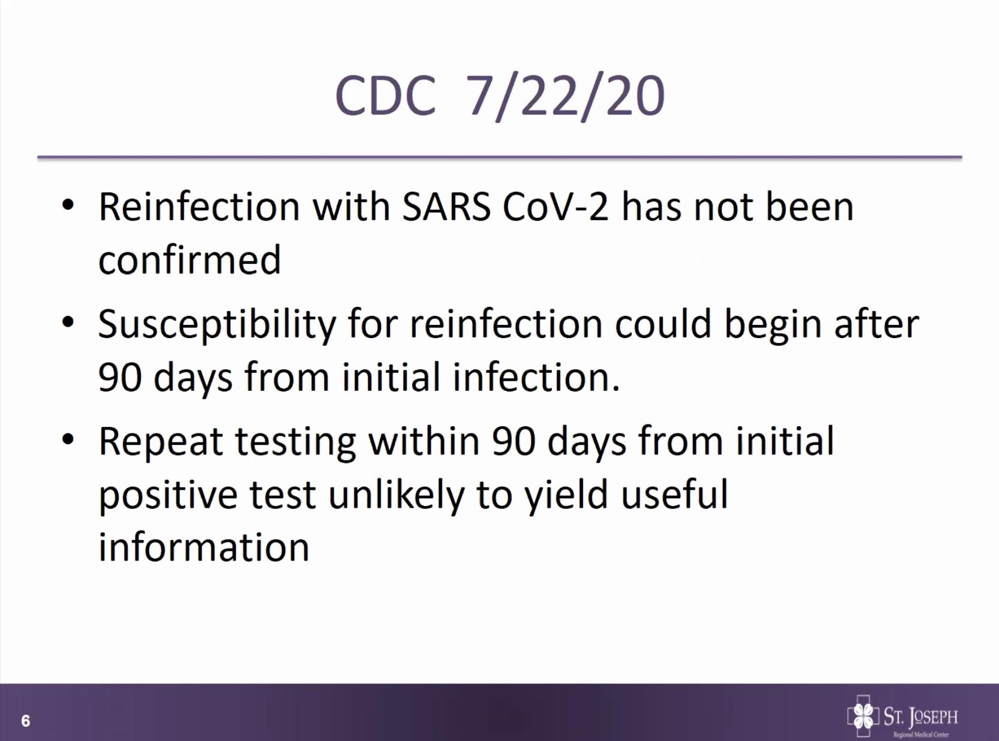 CDC 7/22/20
• Reinfection with SARS CoV-2 has not been
confirmed
• Susceptibility for reinfection could begin after
90 days from initial infection.
• Repeat testing within 90 days from initial
positive test unlikely to yield useful
information
6
ST. JOSEPH
Regional Medical Center